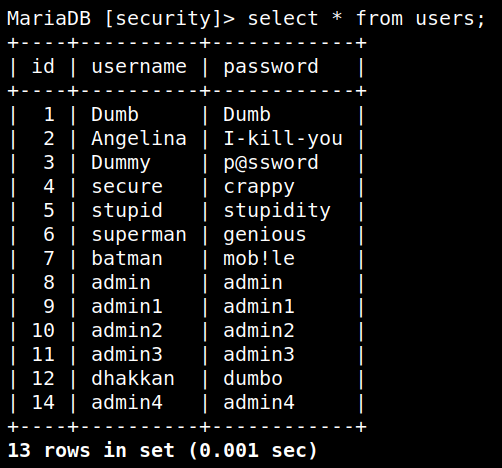 MariaDB [security]> select * from users;
+----+----------+------------+
| id | username | password   |
+----+----------+------------+
|  1 | Dumb     | Dumb       |
|  2 | Angelina | I-kill-you |
|  3 | Dummy    | p@ssword   |
|  4 | secure   | crappy     |
|  5 | stupid   | stupidity  |
|  6 | superman | genious    |
|  7 | batman   | mob!le     |
|  8 | admin    | admin      |
|  9 | admin1   | admin1     |
| 10 | admin2   | admin2     |
| 11 | admin3   | admin3     |
| 12 | dhakkan  | dumbo      |
| 14 | admin4   | admin4     |
+----+----------+------------+
13 rows in set (0.001 sec)